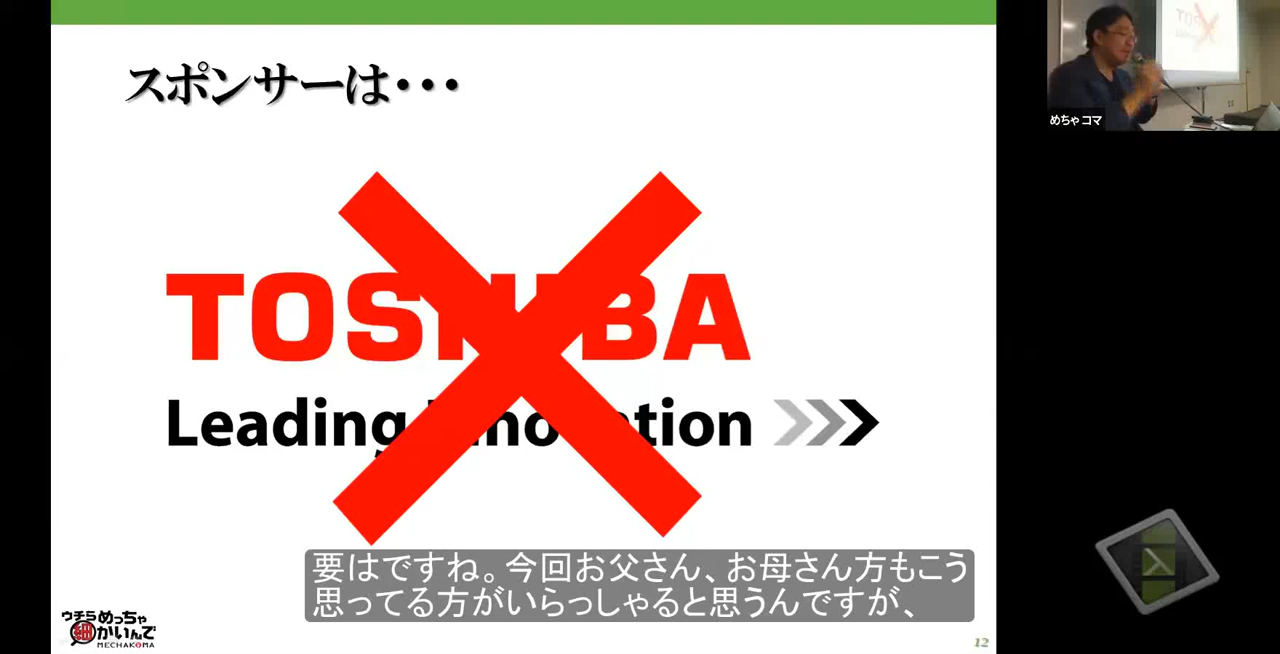 スポンサーは・・・
めちゃ コマ
TOSHIBA
Leading Innovation
要はですね。今回お父さん、お母さん方もこう
思ってる方がいらっしゃると思うんですが、
ウチらめっちゃ
細かいんで
MECHAKOMA
12